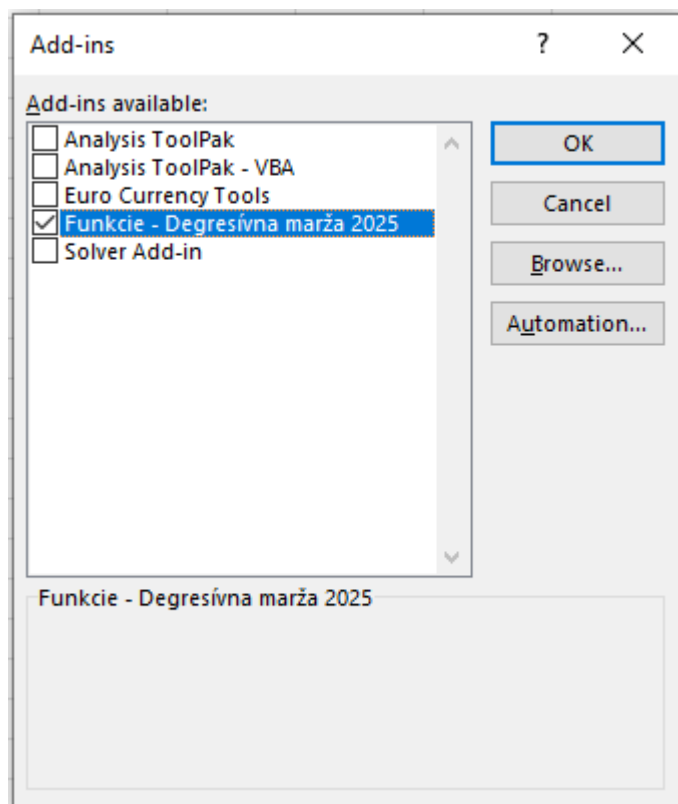 Add-ins
?
Add-ins available:
Analysis ToolPak
Analysis ToolPak - VBA
Euro Currency Tools
Funkcie - Degresívna marža 2025
Solver Add-in
OK
Cancel
Browse...
Automation...
Funkcie - Degresívna marža 2025